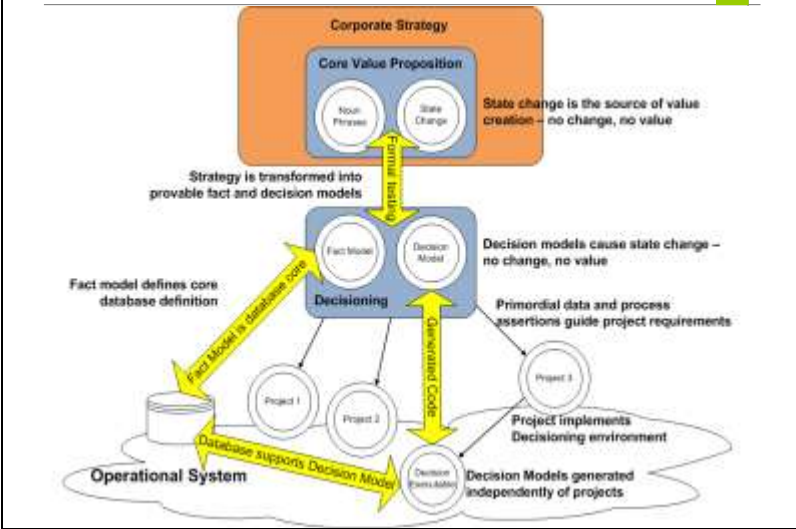 Corporate Strategy
Core Value Proposition
Noun
Phrases
State
Change
State change is the source of value
creation – no change, no value
Formal testing
Strategy is transformed into
provable fact and decision models
Fact Model
Decision
Model
Decisioning
Decision models cause state change –
no change, no value
Fact model defines core
database definition
Fact Model is database core
Generated Code
Primordial data and process
assertions guide project requirements
Project 1
Project 2
Project 3
Project implements
Decisioning environment
Database supports Decision Model
Operational System
Decision
Executable
Decision Models generated
independently of projects